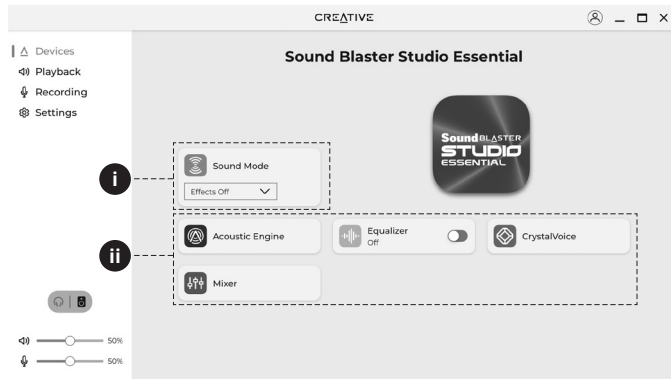 CREATIVE
Devices
Playback
Recording
Settings
Sound Blaster Studio Essential
Sound BLASTER
STUDIO
ESSENTIAL
i
Sound Mode
Effects Off
ii
Acoustic Engine
Equalizer
Off
CrystalVoice
Mixer
50%
50%